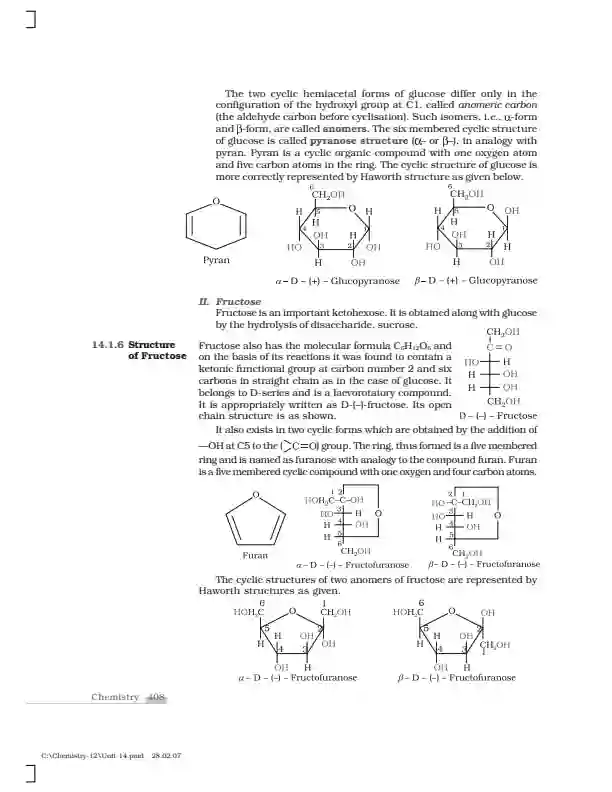 The two cyclic hemiacetal forms of glucose differ only in the
configuration of the hydroxyl group at C1, called anomeric carbon
(the aldehyde carbon before cyclisation). Such isomers, i.e., α-form
and β-form, are called anomers. The six membered cyclic structure
of glucose is called pyranose structure (α– or β–), in analogy with
pyran. Pyran is a cyclic organic compound with one oxygen atom
and five carbon atoms in the ring. The cyclic structure of glucose is
more correctly represented by Haworth structure as given below.
O
Pyran
6
CH₂OH
H 5 O H
H
4 OH H 1
HO 3 2 OH
H OH
α – D – (+) – Glucopyranose
6
CH₂OH
H 5 O OH
H
4 OH H 1
HO 3 2 H
H OH
β – D – (+) – Glucopyranose
II. Fructose
Fructose is an important ketohexose. It is obtained along with glucose
by the hydrolysis of disaccharide, sucrose.
14.1.6 Structure
of Fructose
Fructose also has the molecular formula C₆H₁₂O₆ and
on the basis of its reactions it was found to contain a
ketonic functional group at carbon number 2 and six
carbons in straight chain as in the case of glucose. It
belongs to D-series and is a laevorotatory compound.
It is appropriately written as D-(–)-fructose. Its open
chain structure is as shown.
CH₂OH
C = O
HO H
H OH
H OH
CH₂OH
D – (–) – Fructose
It also exists in two cyclic forms which are obtained by the addition of
—OH at C5 to the (>C=O) group. The ring, thus formed is a five membered
ring and is named as furanose with analogy to the compound furan. Furan
is a five membered cyclic compound with one oxygen and four carbon atoms.
O
Furan
1 2
HOH₂C–C–OH
3
HO H O
4
H OH
5
H
6
CH₂OH
α – D – (–) – Fructofuranose
2 1
HO–C–CH₂OH
3
HO H O
4
H OH
5
H
6
CH₂OH
β – D – (–) – Fructofuranose
The cyclic structures of two anomers of fructose are represented by
Haworth structures as given.
6 1
HOH₂C O CH₂OH
5 2
H H OH OH
4 3
OH H
α – D – (–) – Fructofuranose
6
HOH₂C O OH
5 2
H H OH CH₂OH
4 3 1
OH H
β – D – (–) – Fructofuranose
Chemistry 408
C:\Chemistry-12\Unit-14.pmd 28.02.07